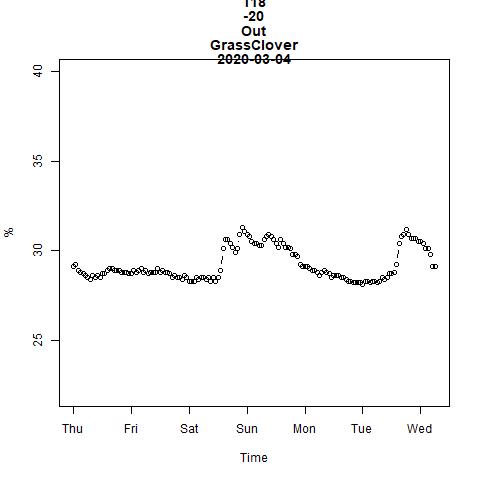 T18
-20
Out
GrassClover
2020-03-04
40
35
30
25
%
Thu Fri Sat Sun Mon Tue Wed
Time